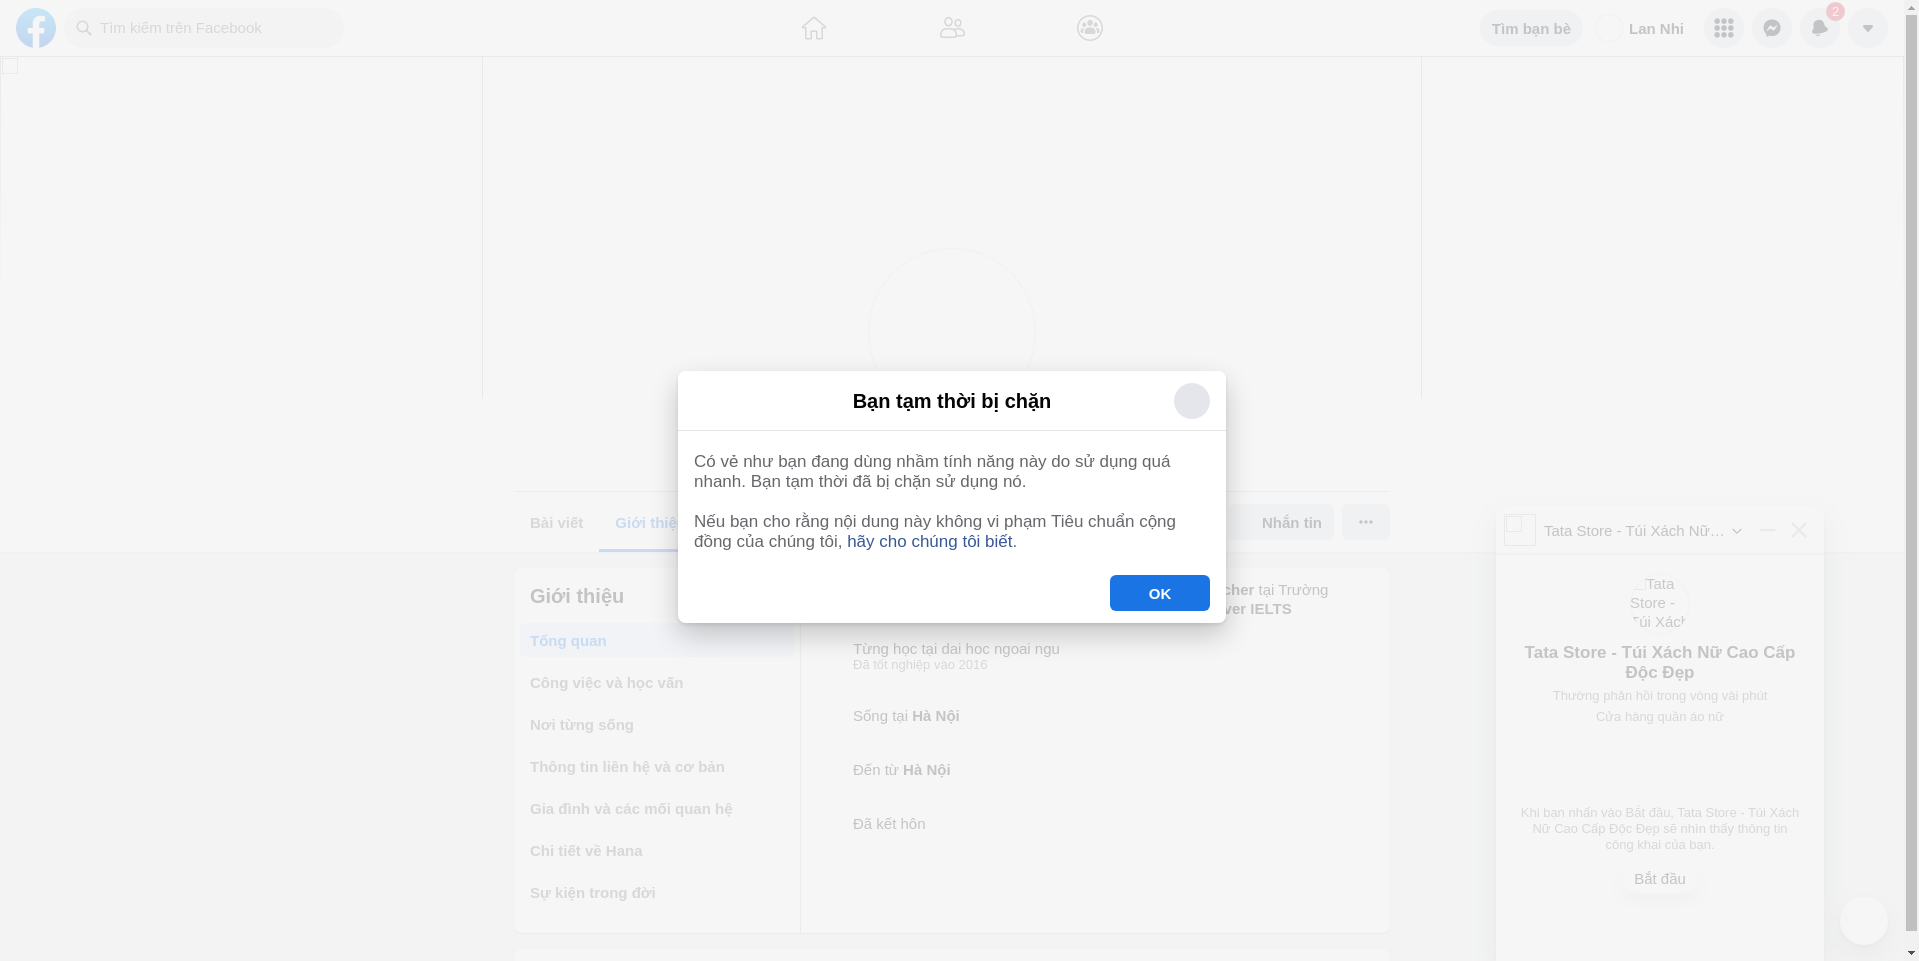 Tìm kiếm trên Facebook
Tìm bạn bè
Lan Nhi
2
Bạn tạm thời bị chặn
Có vẻ như bạn đang dùng nhầm tính năng này do sử dụng quá
nhanh. Bạn tạm thời đã bị chặn sử dụng nó.
Nếu bạn cho rằng nội dung này không vi phạm Tiêu chuẩn cộng
đồng của chúng tôi, hãy cho chúng tôi biết.
OK
Bài viết
Nhắn tin
Giới thiệu
Tổng quan
Công việc và học vấn
Nơi từng sống
Thông tin liên hệ và cơ bản
Gia đình và các mối quan hệ
Chi tiết về Hana
Sự kiện trong đời
tại Trường
IELTS
Từng học tại dai hoc ngoai ngu
Đã tốt nghiệp vào 2016
Sống tại Hà Nội
Đến từ Hà Nội
Đã kết hôn
Tata Store - Túi Xách Nữ…
Tata
Store -
Túi Xách
Tata Store - Túi Xách Nữ Cao Cấp
Độc Đẹp
Thường phản hồi trong vòng vài phút
Cửa hàng quần áo nữ
Khi bạn nhấn vào Bắt đầu, Tata Store - Túi Xách
Nữ Cao Cấp Độc Đẹp sẽ nhìn thấy thông tin
công khai của bạn.
Bắt đầu